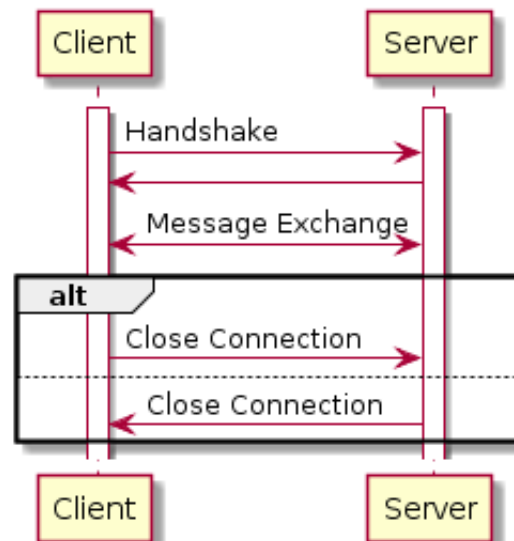 Client
Server
Handshake
Message Exchange
alt
Close Connection
Close Connection
Client
Server